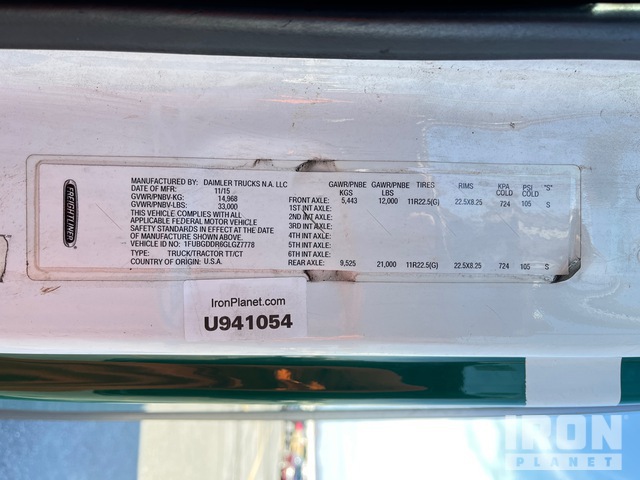 FREIGHTLINER
MANUFACTURED BY: DAIMLER TRUCKS N.A. LLC
DATE OF MFR: 11/15
GVWR/PNBV-KG: 14,968
GVWR/PNBV-LBS: 33,000
THIS VEHICLE COMPLIES WITH ALL
APPLICABLE FEDERAL MOTOR VEHICLE
SAFETY STANDARDS IN EFFECT AT DATE
OF MANUFACTURE
VEHICLE ID NO.: 1FUBGDDR6GLGZ7778
TYPE: TRUCK/TRACTOR TT/CT
COUNTRY OF ORIGIN: U.S.A.
GAWR/PNBE KGS GAWR/PNBE LBS TIRES RIMS KPA COLD PSI COLD "S"
FRONT AXLE: 5,443 12,000 11R22.5(G) 22.5X8.25 724 105 S
1ST INT AXLE:
2ND INT AXLE:
3RD INT AXLE:
4TH INT AXLE:
5TH INT AXLE:
6TH INT AXLE:
REAR AXLE: 9,525 21,000 11R22.5(G) 22.5X8.25 724 105 S
IronPlanet.com
U941054
IRON
PLANET